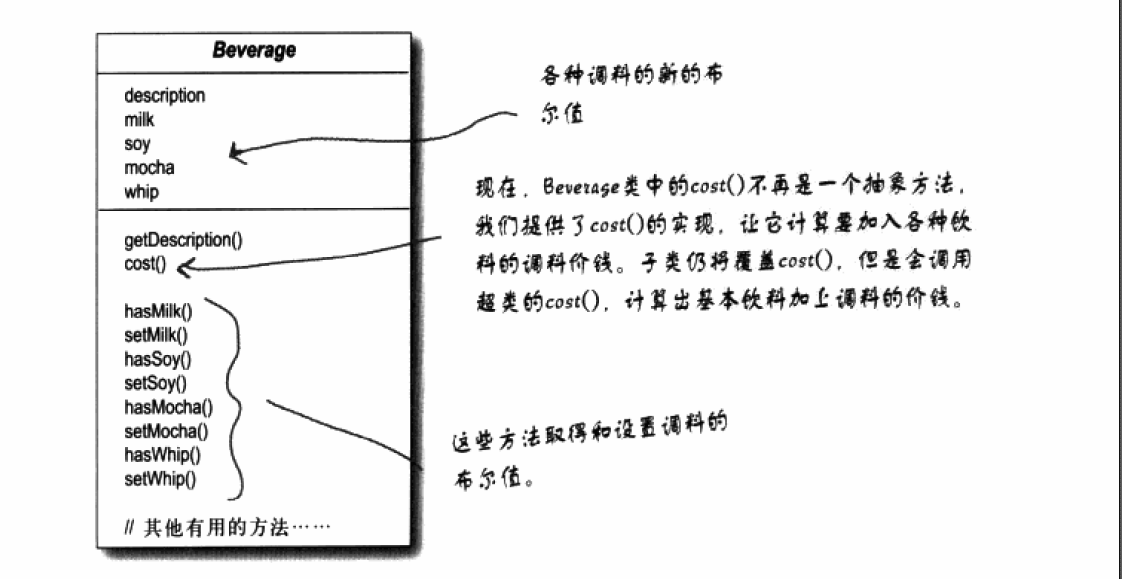 Beverage
description
milk
soy
mocha
whip
getDescription()
cost()
hasMilk()
setMilk()
hasSoy()
setSoy()
hasMocha()
setMocha()
hasWhip()
setWhip()
// 其他有用的方法……
各种调料的新的布
尔值
现在，Beverage类中的cost()不再是一个抽象方法，
我们提供了cost()的实现，让它计算要加入各种饮
料的调料价钱。子类仍将覆盖cost()，但是会调用
超类的cost()，计算出基本饮料加上调料的价钱。
这些方法取得和设置调料的
布尔值。